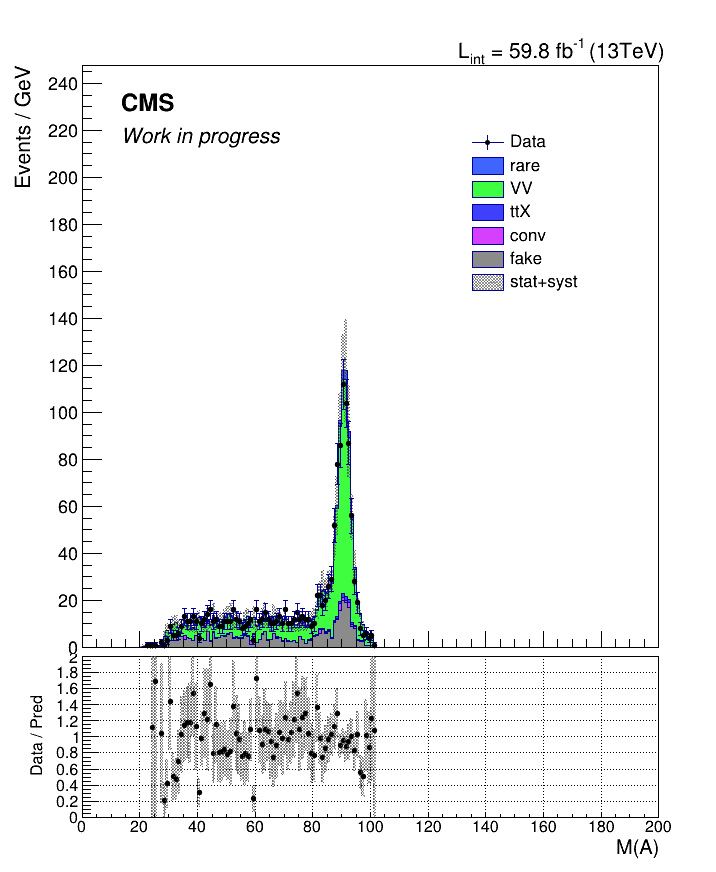 L_int = 59.8 fb^-1 (13TeV)
Events / GeV
240
220
200
180
160
140
120
100
80
60
40
20
0
CMS
Work in progress
Data
rare
VV
ttX
conv
fake
stat+syst
Data / Pred
2
1.8
1.6
1.4
1.2
1
0.8
0.6
0.4
0.2
0
0 20 40 60 80 100 120 140 160 180 200
M(A)